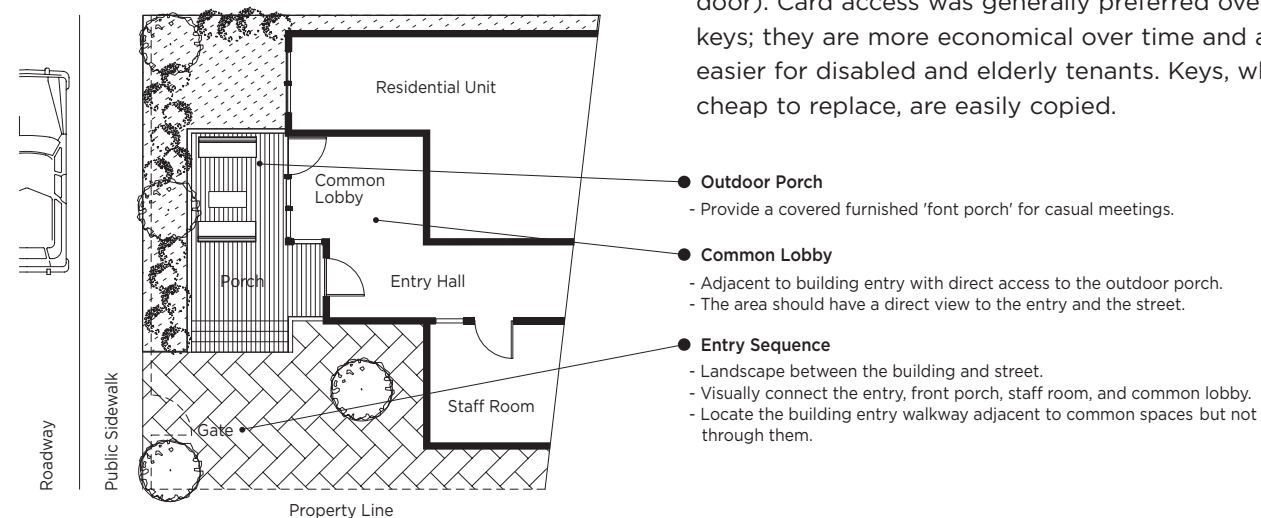 door). Card access was generally preferred over
keys; they are more economical over time and
easier for disabled and elderly tenants. Keys,
cheap to replace, are easily copied.
Residential Unit
Common
Lobby
Porch
Entry Hall
Staff Room
Gate
Roadway
Public Sidewalk
Property Line
Outdoor Porch
- Provide a covered furnished 'font porch' for casual meetings.
Common Lobby
- Adjacent to building entry with direct access to the outdoor porch.
- The area should have a direct view to the entry and the street.
Entry Sequence
- Landscape between the building and street.
- Visually connect the entry, front porch, staff room, and common lobby.
- Locate the building entry walkway adjacent to common spaces but not
through them.